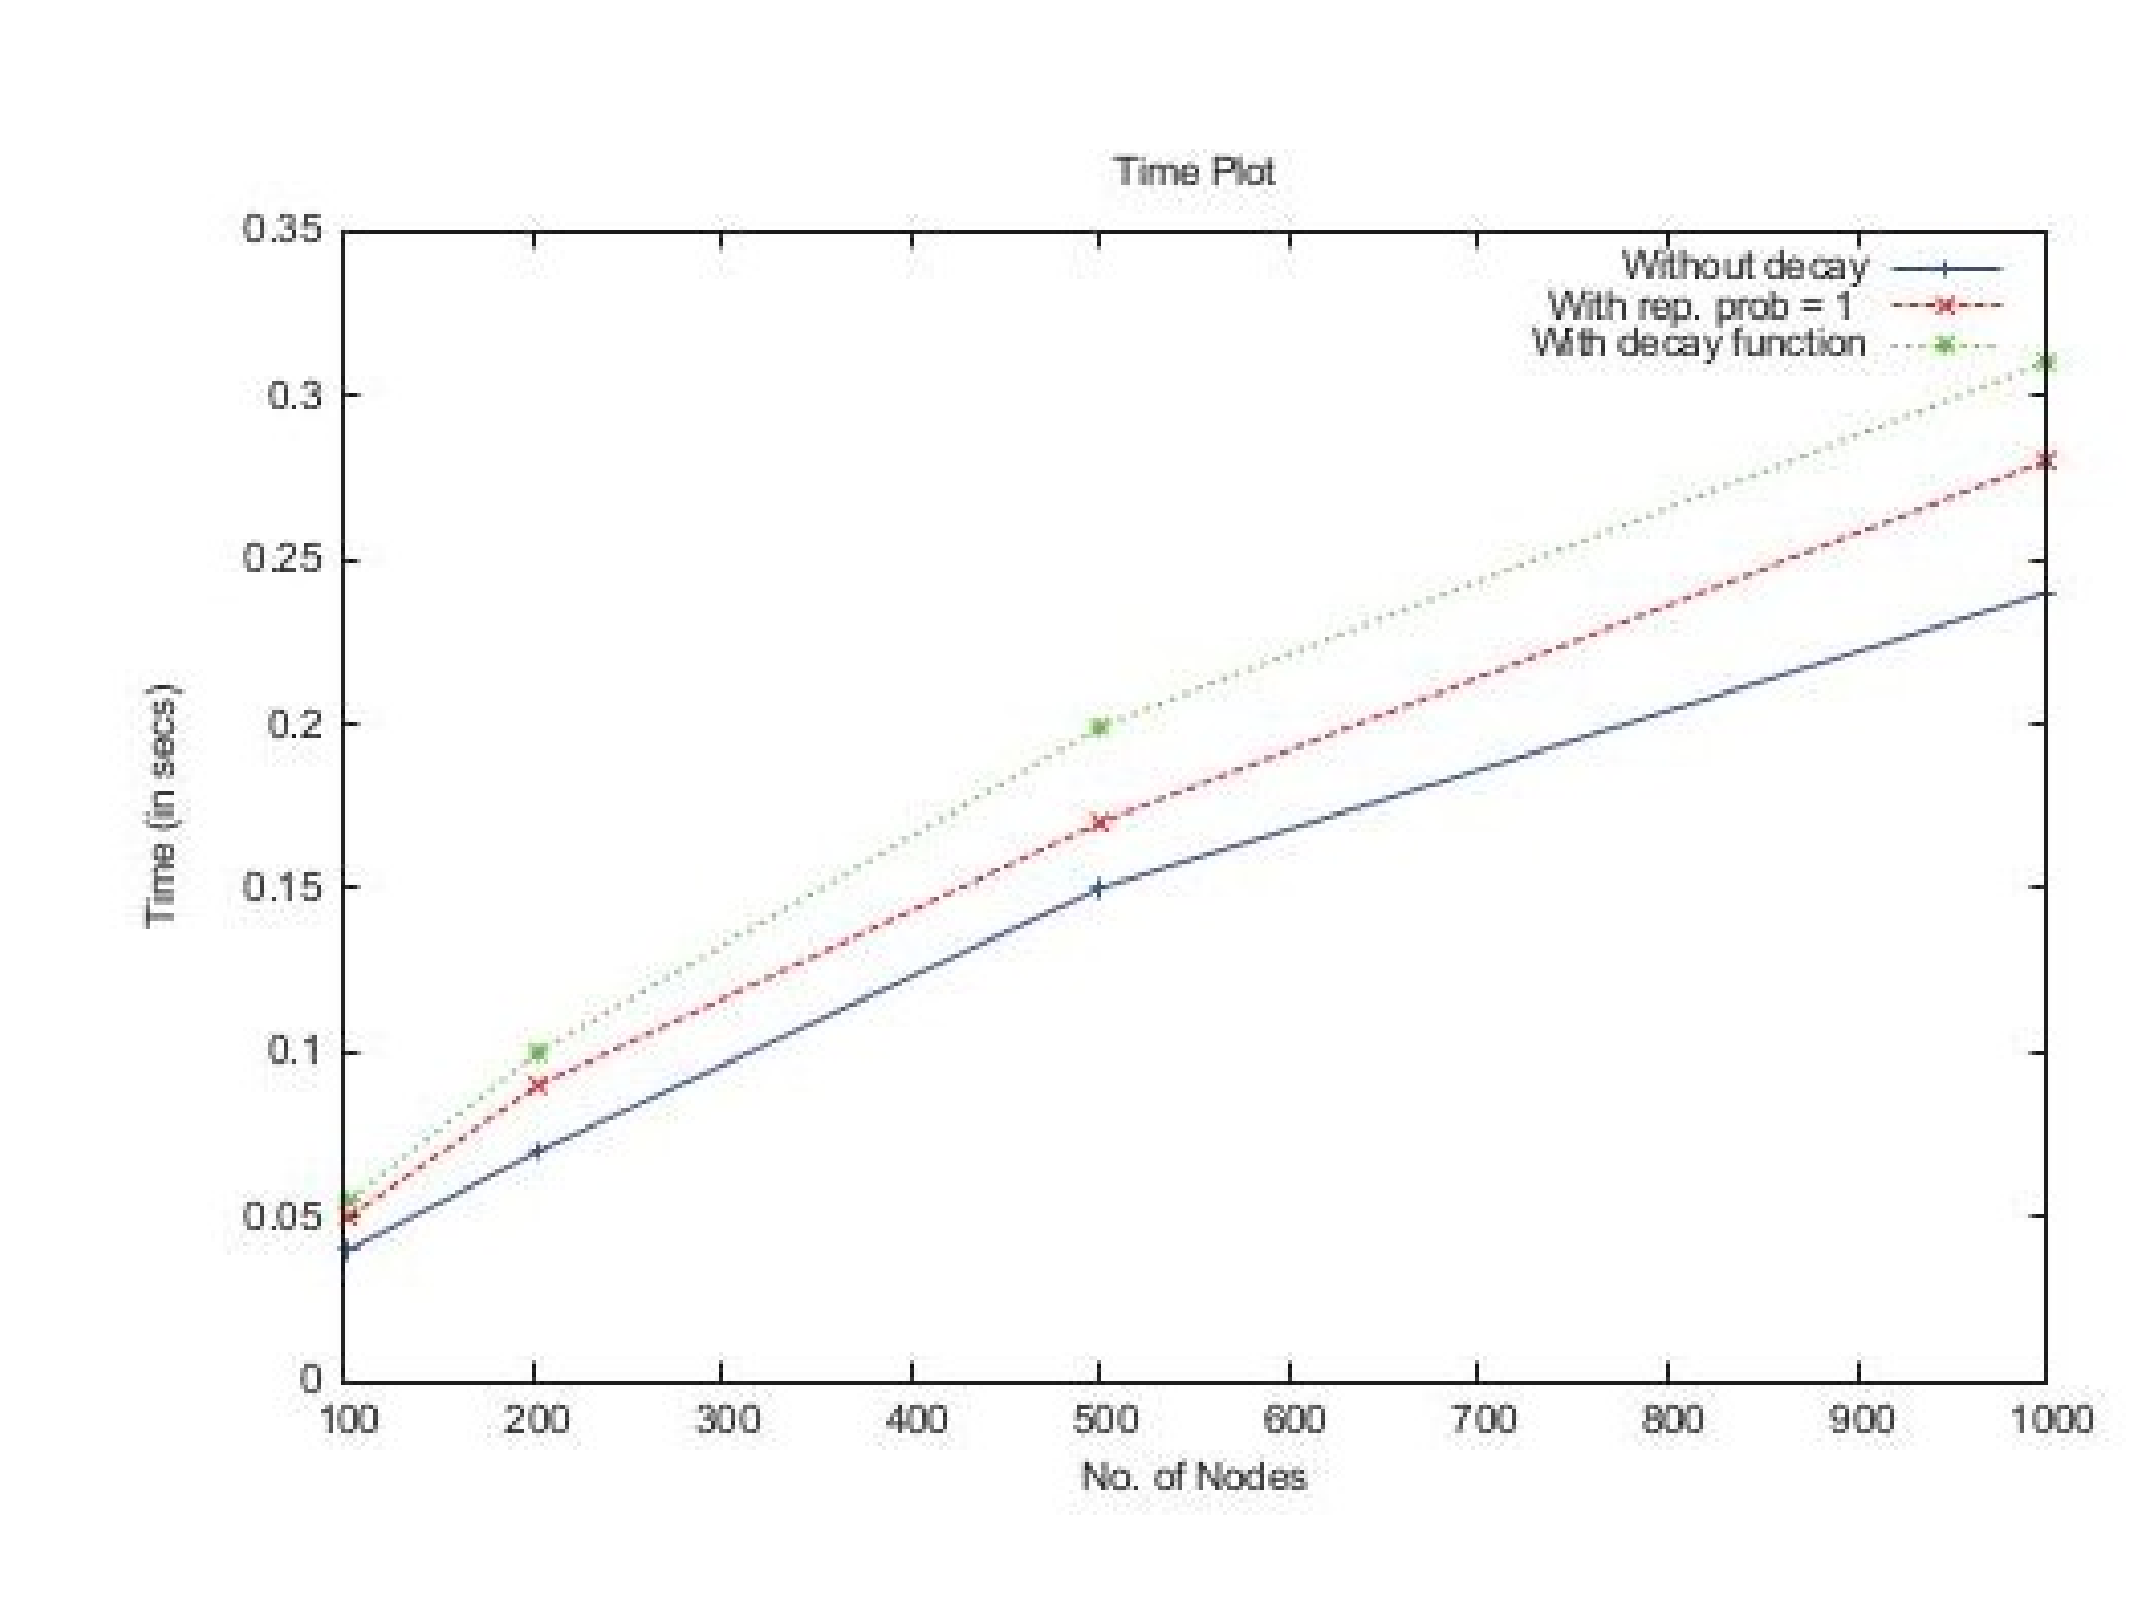 Time Plot
0.35
0.3
0.25
0.2
0.15
0.1
0.05
0
Time (in secs)
Without decay
With rep. prob = 1
With decay function
100 200 300 400 500 600 700 800 900 1000
No. of Nodes